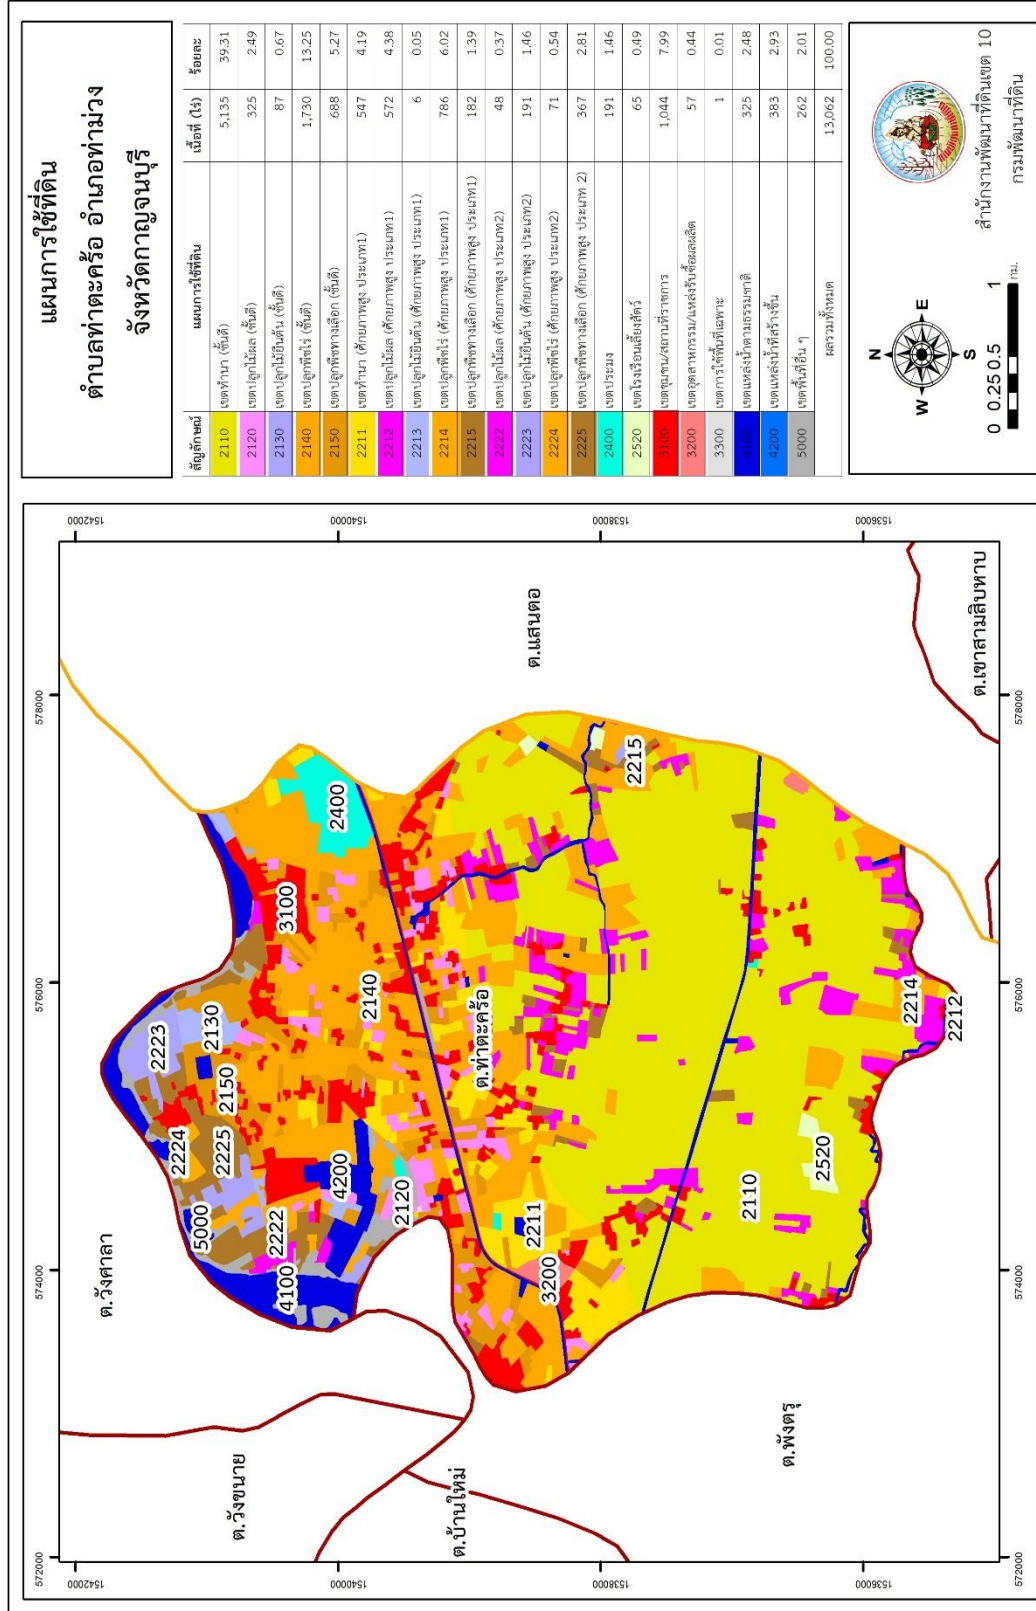 แผนการใช้ที่ดิน
ตำบลท่าตะคร้อ อำเภอท่าม่วง
จังหวัดกาญจนบุรี
สัญลักษณ์ แผนการใช้ที่ดิน เนื้อที่ (ไร่) ร้อยละ
2110 เขตทำนา (ชั้นดี) 5,135 39.31
2120 เขตปลูกไม้ผล (ชั้นดี) 325 2.49
2130 เขตปลูกไม้ยืนต้น (ชั้นดี) 87 0.67
2140 เขตปลูกพืชไร่ (ชั้นดี) 1,730 13.25
2150 เขตปลูกพืชทางเลือก (ชั้นดี) 688 5.27
2211 เขตทำนา (ศักยภาพสูง ประเภท1) 547 4.19
2212 เขตปลูกไม้ผล (ศักยภาพสูง ประเภท1) 572 4.38
2213 เขตปลูกไม้ยืนต้น (ศักยภาพสูง ประเภท1) 6 0.05
2214 เขตปลูกพืชไร่ (ศักยภาพสูง ประเภท1) 786 6.02
2215 เขตปลูกพืชทางเลือก (ศักยภาพสูง ประเภท1) 182 1.39
2222 เขตปลูกไม้ผล (ศักยภาพสูง ประเภท2) 48 0.37
2223 เขตปลูกไม้ยืนต้น (ศักยภาพสูง ประเภท2) 191 1.46
2224 เขตปลูกพืชไร่ (ศักยภาพสูง ประเภท2) 71 0.54
2225 เขตปลูกพืชทางเลือก (ศักยภาพสูง ประเภท 2) 367 2.81
2400 เขตประมง 191 1.46
2520 เขตโรงเรือนเลี้ยงสัตว์ 65 0.49
3100 เขตชุมชน/สถานที่ราชการ 1,044 7.99
3200 เขตอุตสาหกรรม/แหล่งรับซื้อผลผลิต 57 0.44
3300 เขตการใช้พื้นที่เฉพาะ 1 0.01
4100 เขตแหล่งน้ำตามธรรมชาติ 325 2.48
4200 เขตแหล่งน้ำที่สร้างขึ้น 383 2.93
5000 เขตพื้นที่อื่น ๆ 262 2.01
ผลรวมทั้งหมด 13,062 100.00
N
W E
S
0 0.25 0.5 1
กม.
สำนักงานพัฒนาที่ดินเขต 10
กรมพัฒนาที่ดิน
572000 574000 576000 578000
1542000 1542000
ต.วังศาลา
2223
2224
5000
2225
2150
2130
2222
4100
3100
4200
2140
2400
1540000 1540000
2120
ต.วังขนาย
ต.ท่าตะคร้อ
ต.บ้านใหม่
2211
3200
ต.แสนตอ
2215
1538000 1538000
2110
ต.พังตรุ
2520
1536000 1536000
2214
2212
ต.เขาสามสิบหาบ
572000 574000 576000 578000